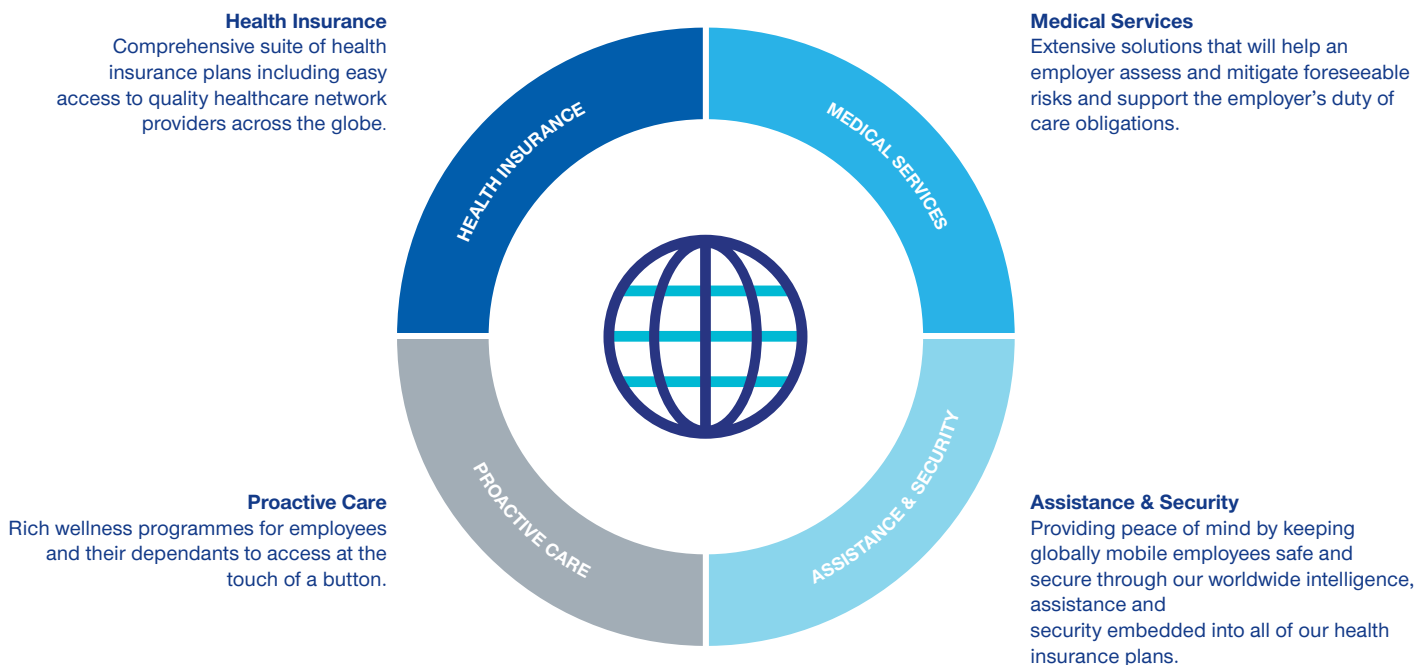 Health Insurance
Comprehensive suite of health
insurance plans including easy
access to quality healthcare network
providers across the globe.
Medical Services
Extensive solutions that will help an
employer assess and mitigate foreseeable
risks and support the employer’s duty of
care obligations.
HEALTH INSURANCE
MEDICAL SERVICES
PROACTIVE CARE
ASSISTANCE & SECURITY
Proactive Care
Rich wellness programmes for employees
and their dependants to access at the
touch of a button.
Assistance & Security
Providing peace of mind by keeping
globally mobile employees safe and
secure through our worldwide intelligence,
assistance and
security embedded into all of our health
insurance plans.